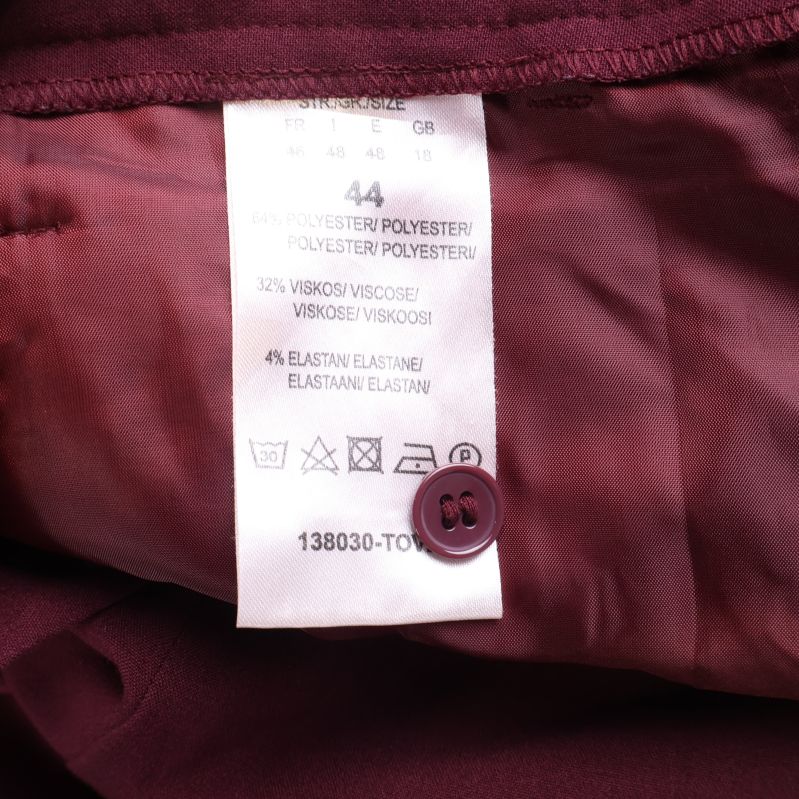 STR./GR./SIZE
FR I E GB
46 48 48 18
44
64% POLYESTER/ POLYESTER/
POLYESTER/ POLYESTERI/
32% VISKOS/ VISCOSE/
VISKOSE/ VISKOOSI
4% ELASTAN/ ELASTANE/
ELASTAANI/ ELASTAN/
30 P
138030-TOV